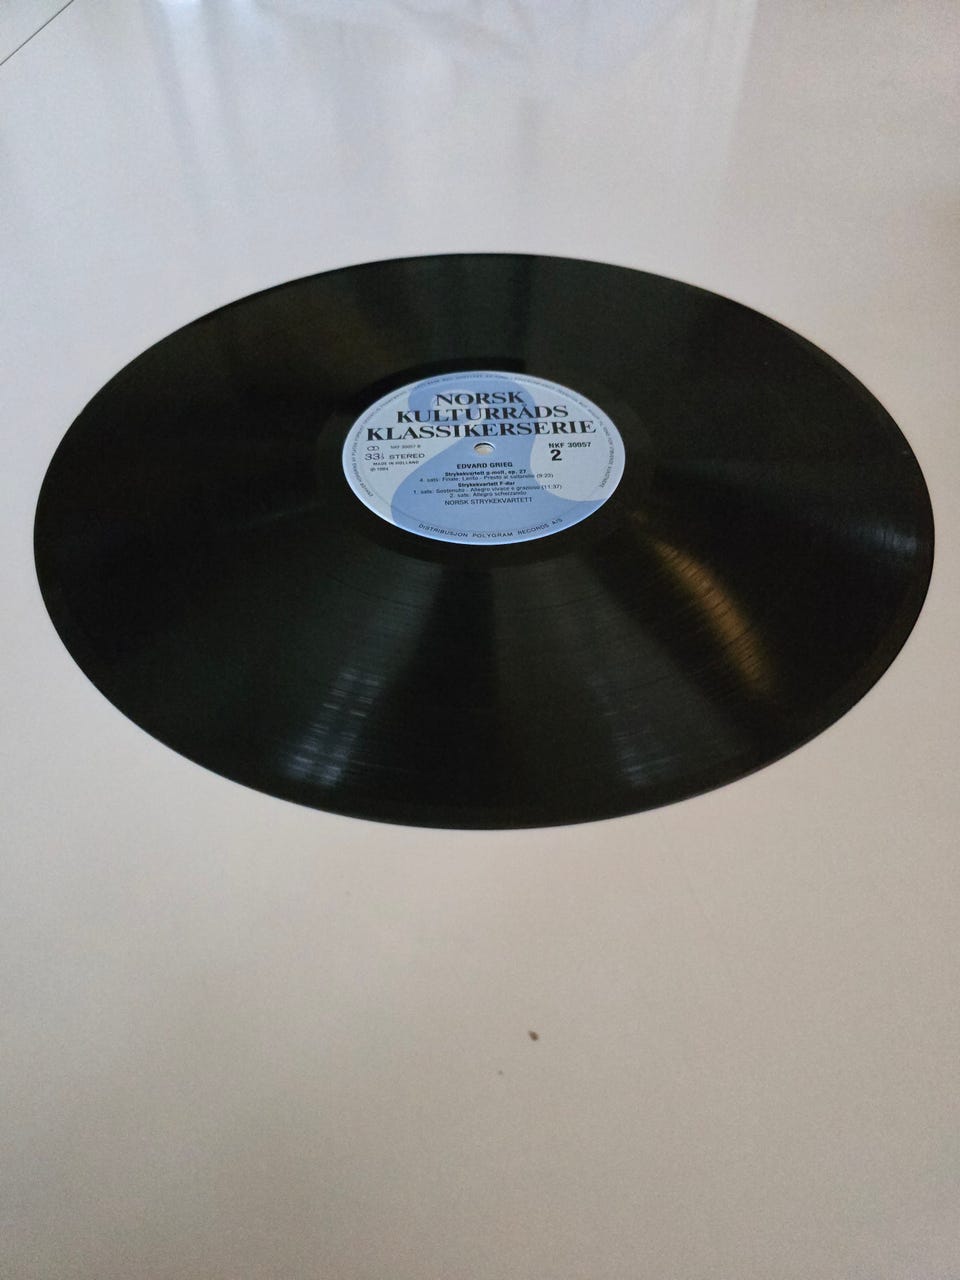 NORSK
KULTURRÅDS
KLASSIKERSERIE
NKF 30057 B
33⅓ STEREO
MADE IN HOLLAND
℗ 1984
NKF 30057
2
EDVARD GRIEG
Strykekvartett g-moll, op. 27
4. sats: Finale: Lento - Presto al saltarello (9:23)
Strykekvartett F-dur
1. sats: Sostenuto - Allegro vivace e grazioso (11:37)
2. sats: Allegro scherzando
NORSK STRYKEKVARTETT
DISTRIBUSJON POLYGRAM RECORDS A/S